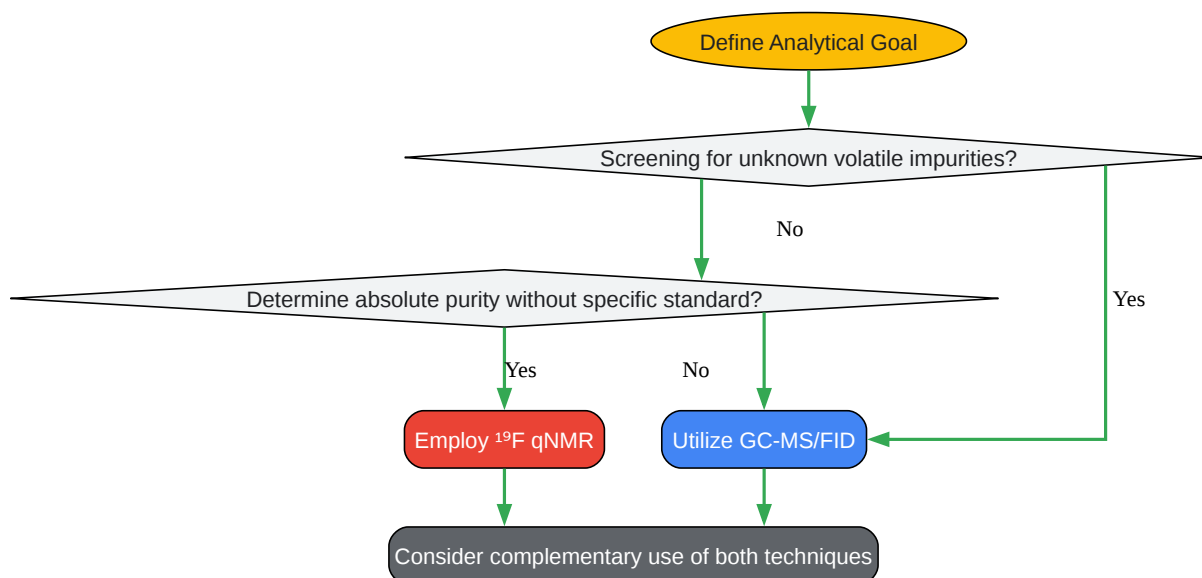 Define Analytical Goal
Screening for unknown volatile impurities?
No
Determine absolute purity without specific standard?
Yes
Yes
No
Employ ¹⁹F qNMR
Utilize GC-MS/FID
Consider complementary use of both techniques